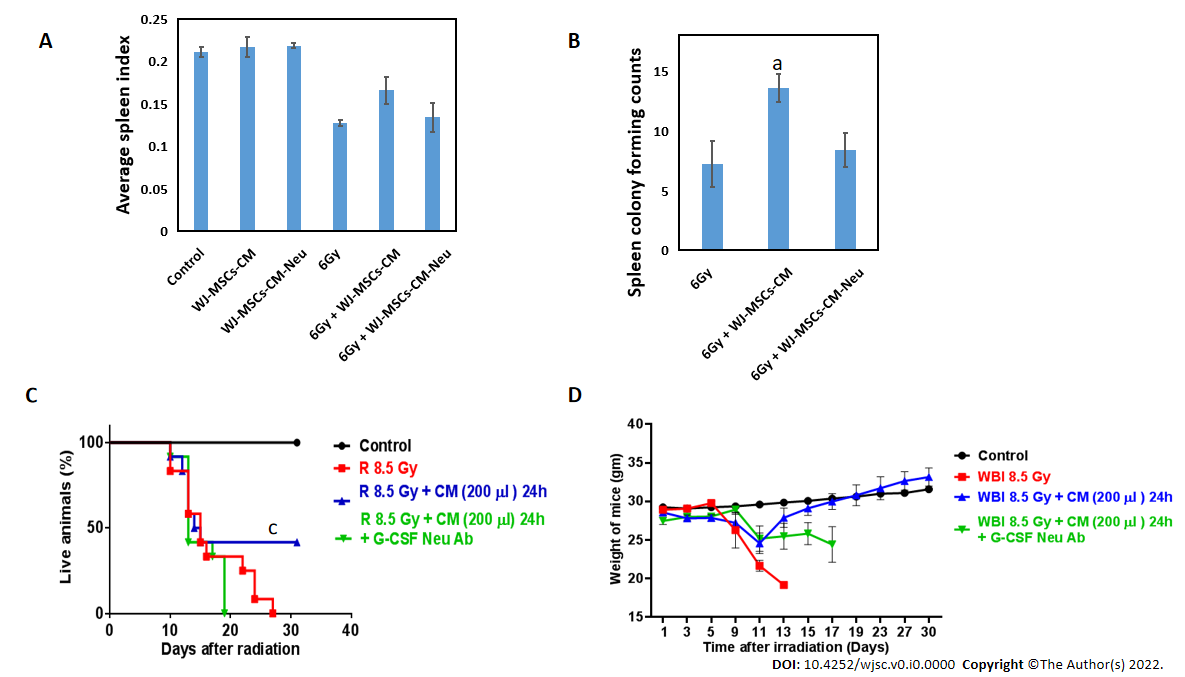 A
Average spleen index
0.25
0.2
0.15
0.1
0.05
0
Control
WJ-MSCs-CM
WJ-MSCs-CM-Neu
6Gy
6Gy + WJ-MSCs-CM
6Gy + WJ-MSCs-CM-Neu
B
Spleen colony forming counts
15
10
5
0
a
6Gy
6Gy + WJ-MSCs-CM
6Gy + WJ-MSCs-CM-Neu
C
Live animals (%)
100
50
0
0 10 20 30 40
Days after radiation
c
Control
R 8.5 Gy
R 8.5 Gy + CM (200 µl ) 24h
R 8.5 Gy + CM (200 µl) 24h
+ G-CSF Neu Ab
D
Weight of mice (gm)
40
35
30
25
20
15
1 3 5 9 11 13 15 17 19 23 27 30
Time after irradiation (Days)
Control
WBI 8.5 Gy
WBI 8.5 Gy + CM (200 µl ) 24h
WBI 8.5 Gy + CM (200 µl ) 24h
+ G-CSF Neu Ab
DOI: 10.4252/wjsc.v0.i0.0000 Copyright ©The Author(s) 2022.